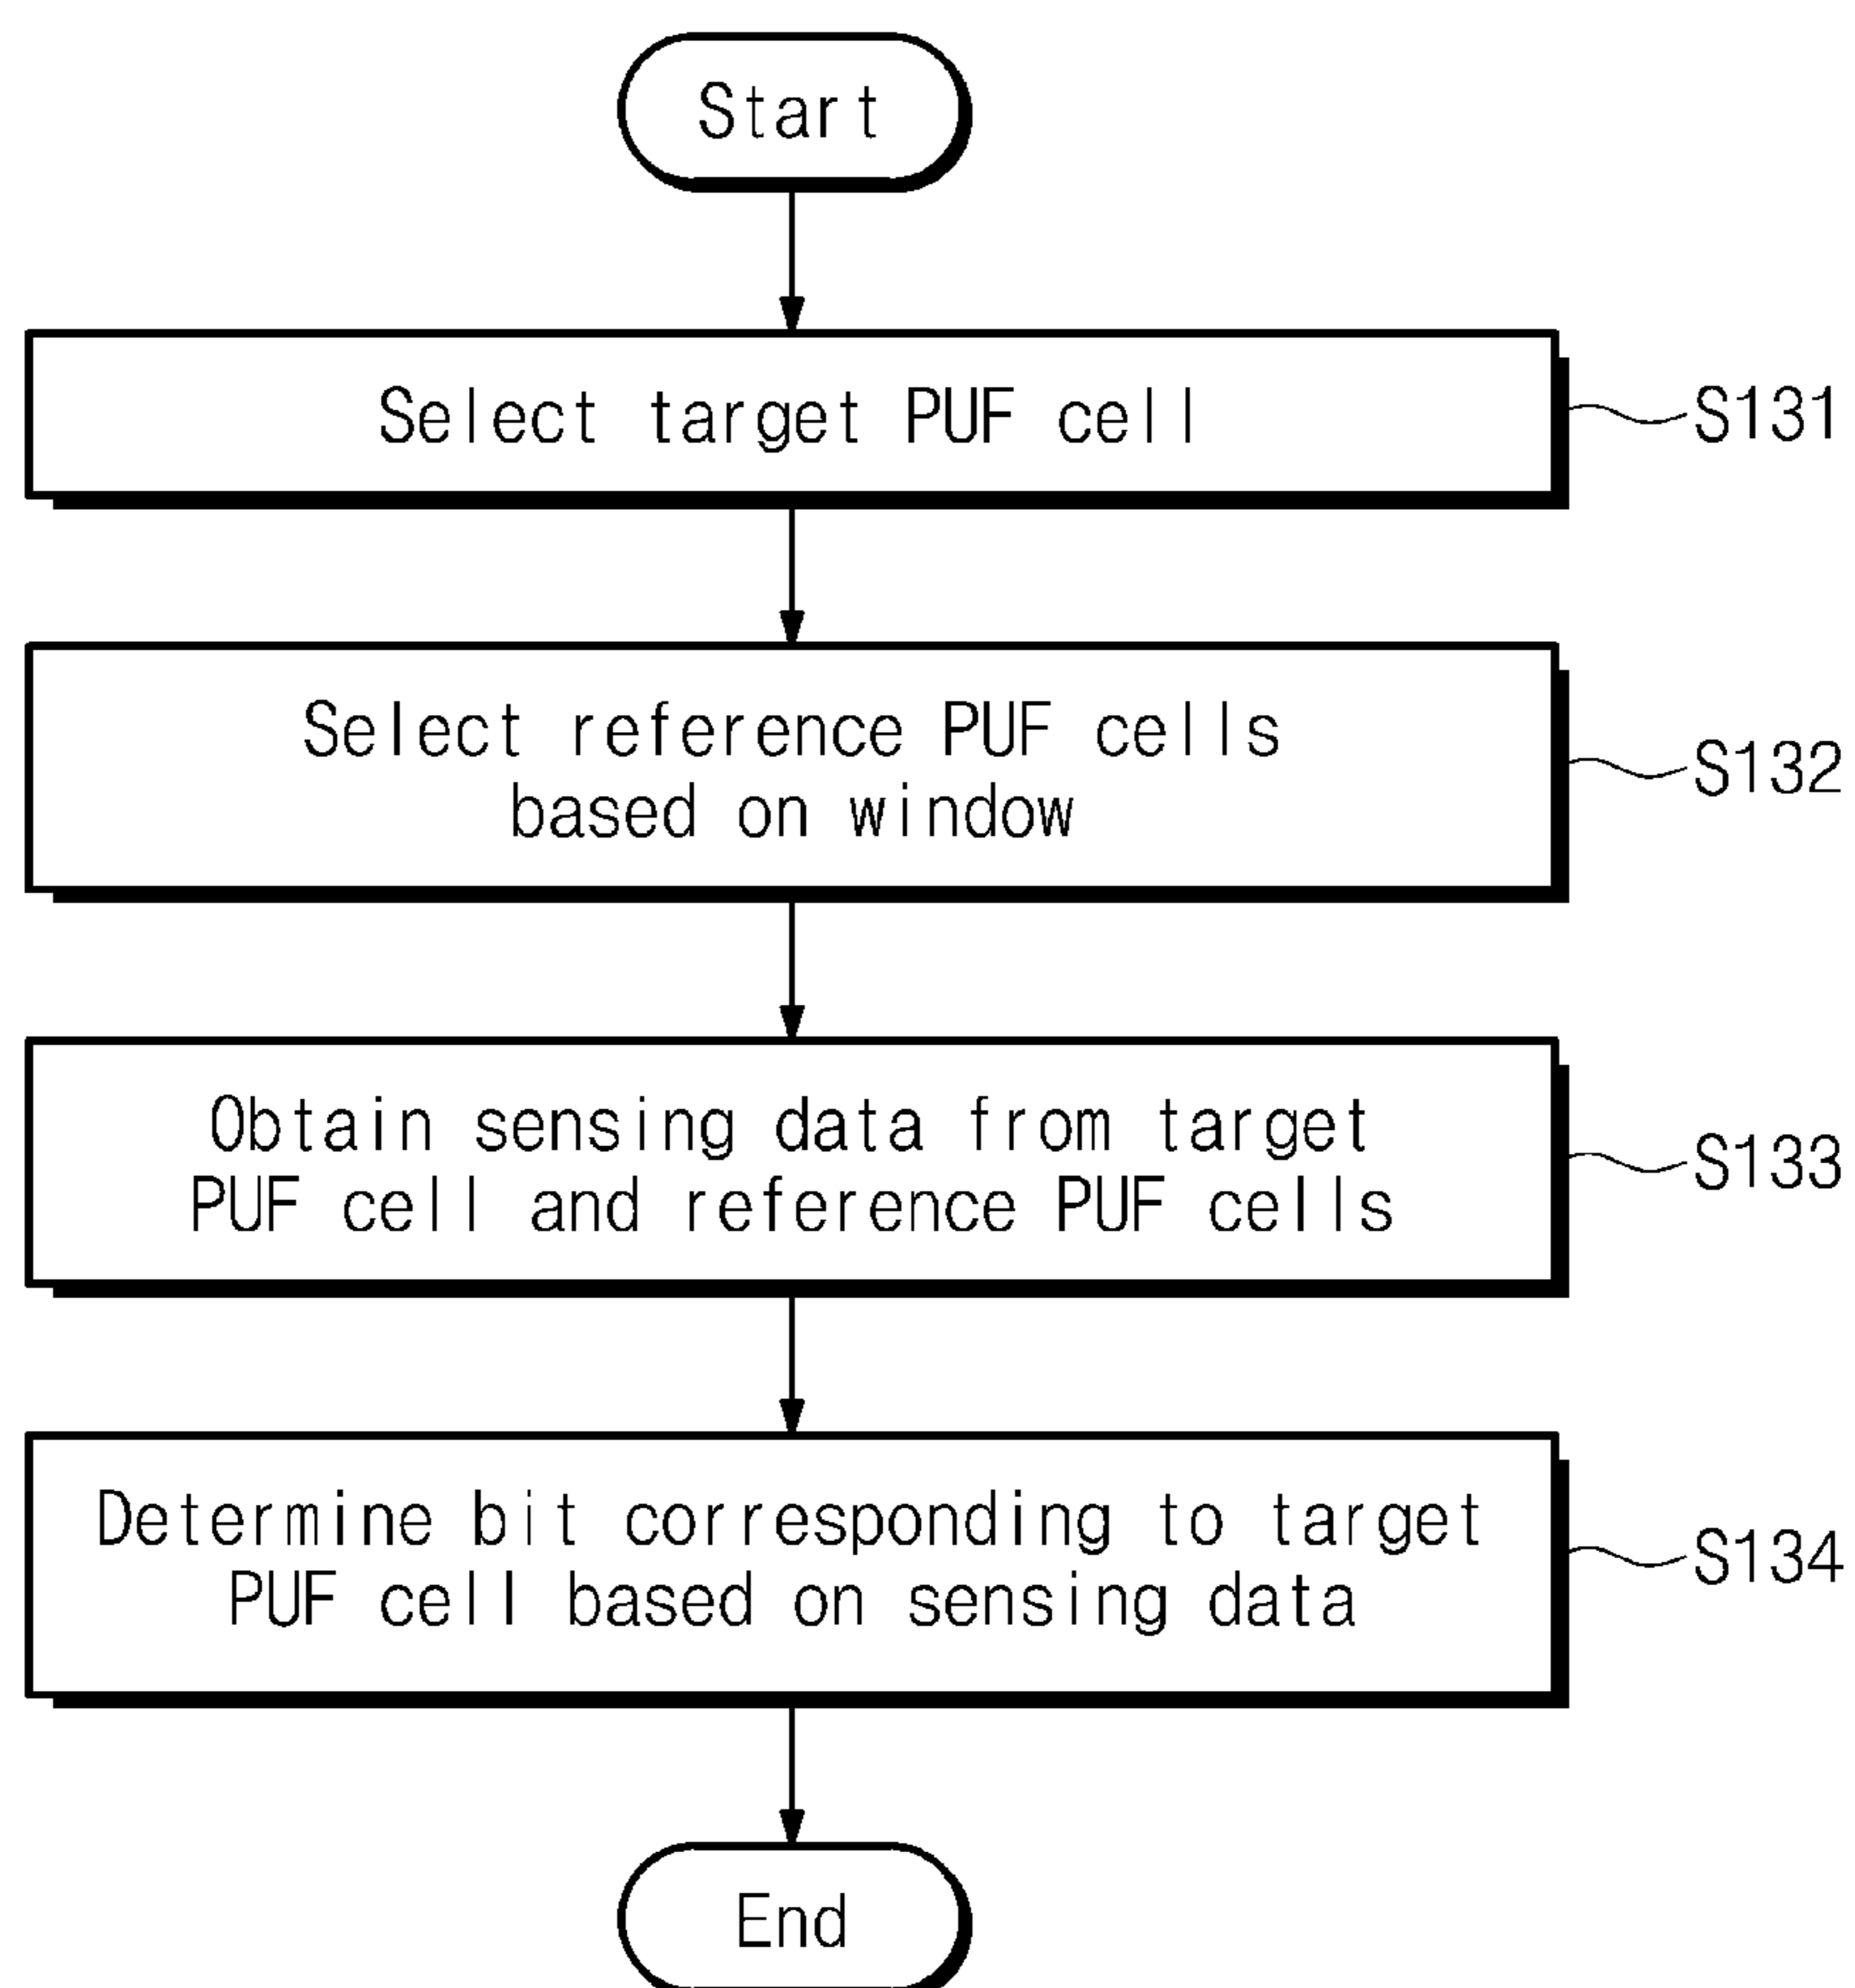 Start
Select target PUF cell
S131
Select reference PUF cells
based on window
S132
Obtain sensing data from target
PUF cell and reference PUF cells
S133
Determine bit corresponding to target
PUF cell based on sensing data
S134
End